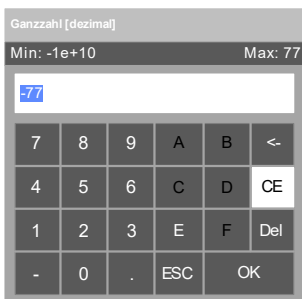 Ganzzahl [dezimal]
Min: -1e+10 Max: 77
-77
7 8 9 A B <-
4 5 6 C D CE
1 2 3 E F Del
- 0 . ESC OK